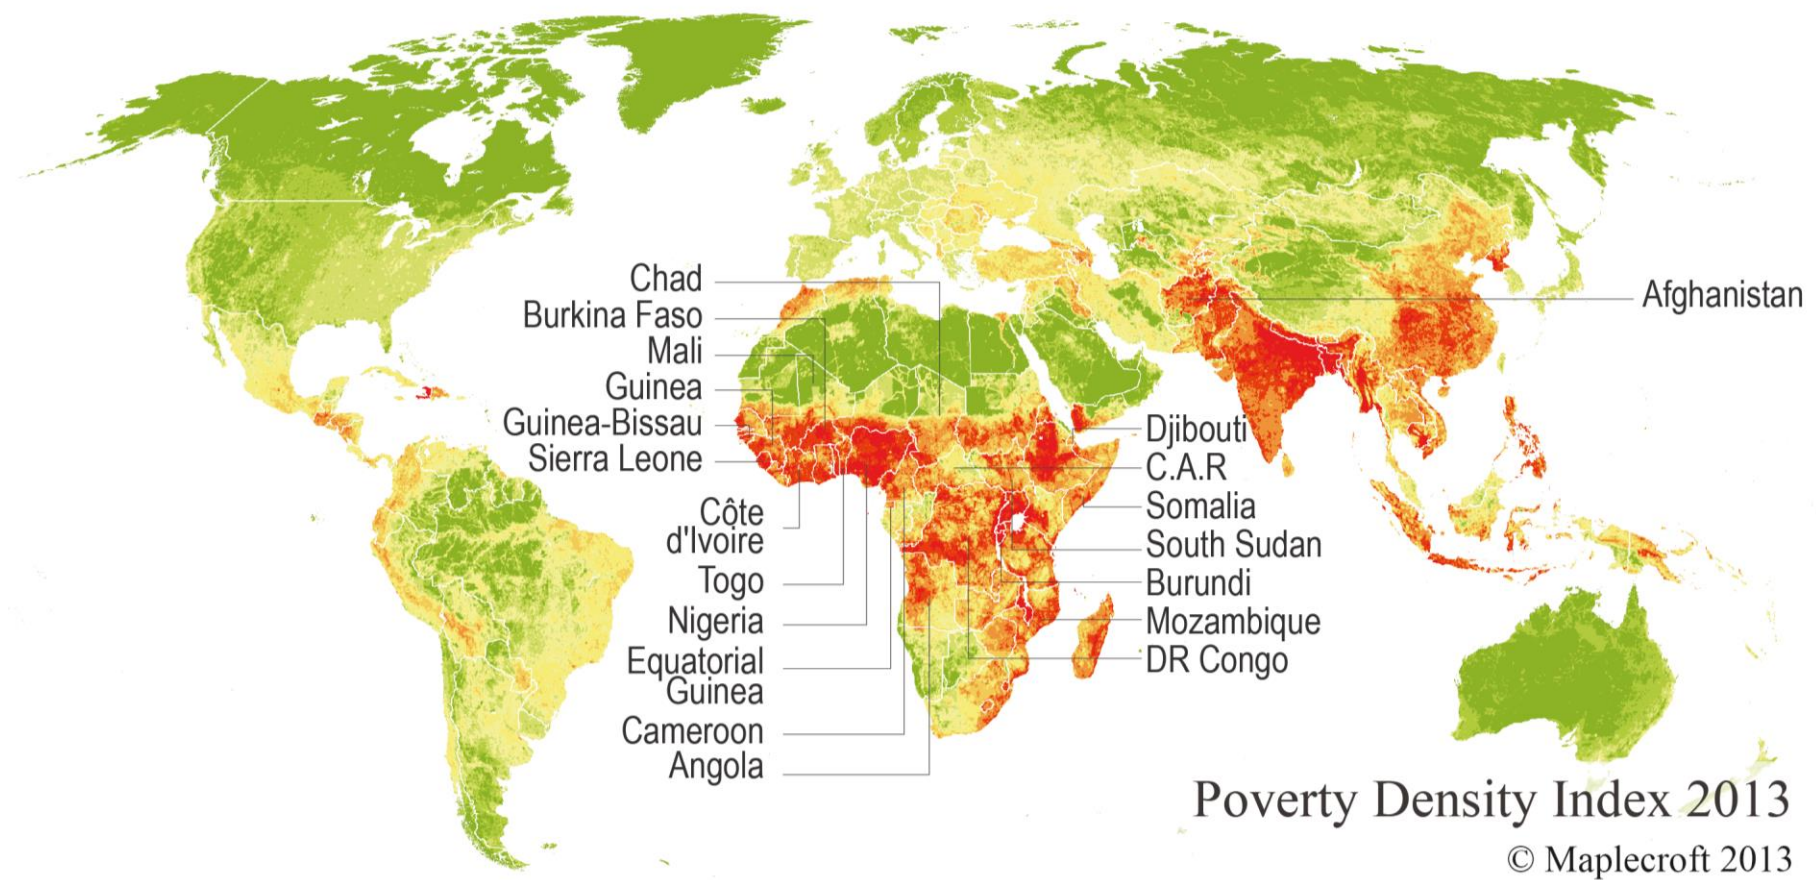 Chad
Burkina Faso
Mali
Guinea
Guinea-Bissau
Sierra Leone
Côte
d'Ivoire
Togo
Nigeria
Equatorial
Guinea
Cameroon
Angola
Afghanistan
Djibouti
C.A.R
Somalia
South Sudan
Burundi
Mozambique
DR Congo
Poverty Density Index 2013
© Maplecroft 2013